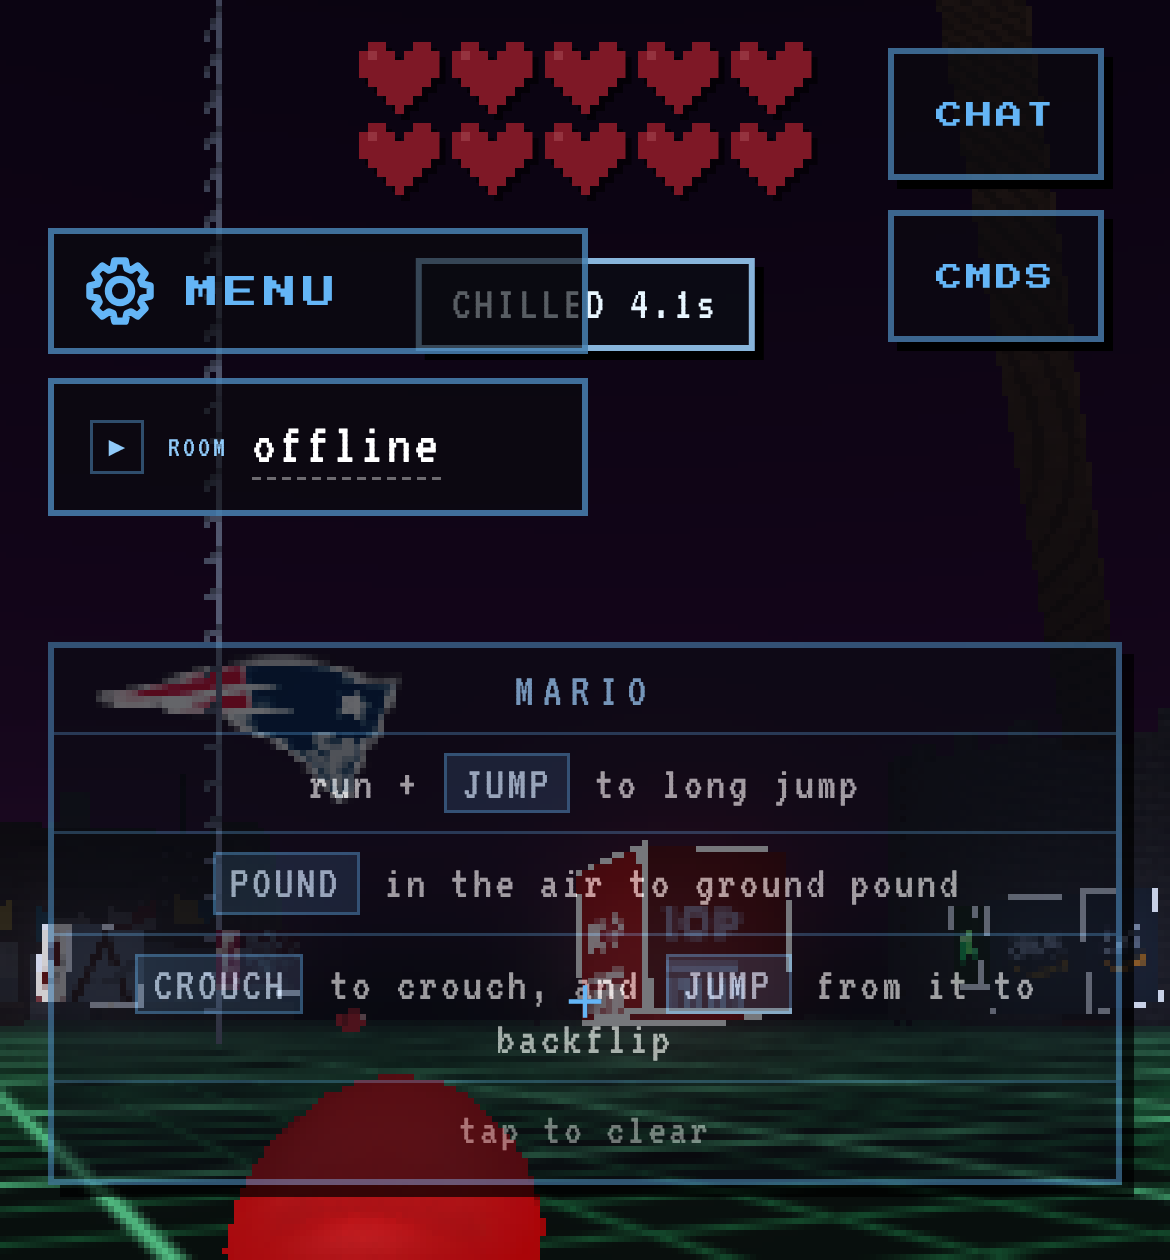 CHAT
MENU
CHILLED 4.1s
CMDS
ROOM offline
MARIO
run + JUMP to long jump
POUND in the air to ground pound
CROUCH to crouch, and JUMP from it to
backflip
tap to clear